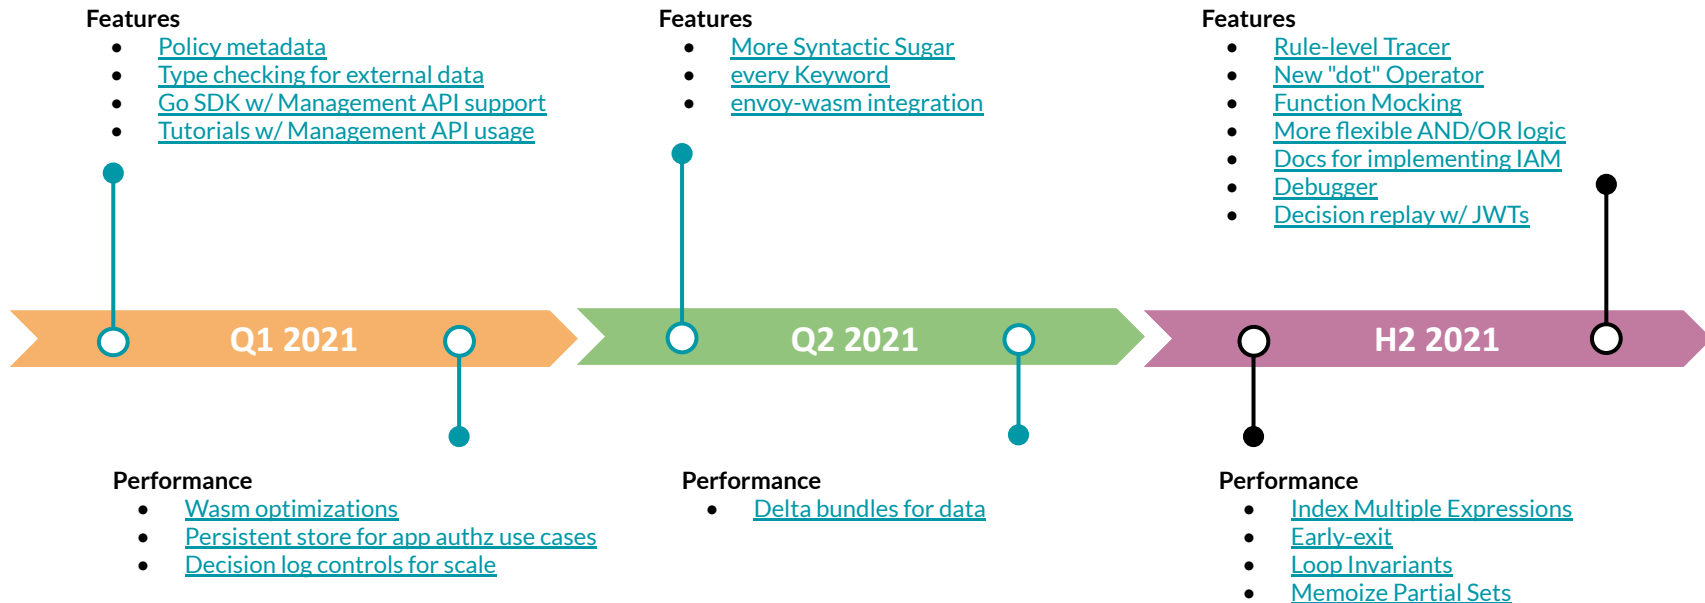 Features
Policy metadata
Type checking for external data
Go SDK w/ Management API support
Tutorials w/ Management API usage
Features
More Syntactic Sugar
every Keyword
envoy-wasm integration
Features
Rule-level Tracer
New "dot" Operator
Function Mocking
More flexible AND/OR logic
Docs for implementing IAM
Debugger
Decision replay w/ JWTs
Q1 2021
Q2 2021
H2 2021
Performance
Wasm optimizations
Persistent store for app authz use cases
Decision log controls for scale
Performance
Delta bundles for data
Performance
Index Multiple Expressions
Early-exit
Loop Invariants
Memoize Partial Sets